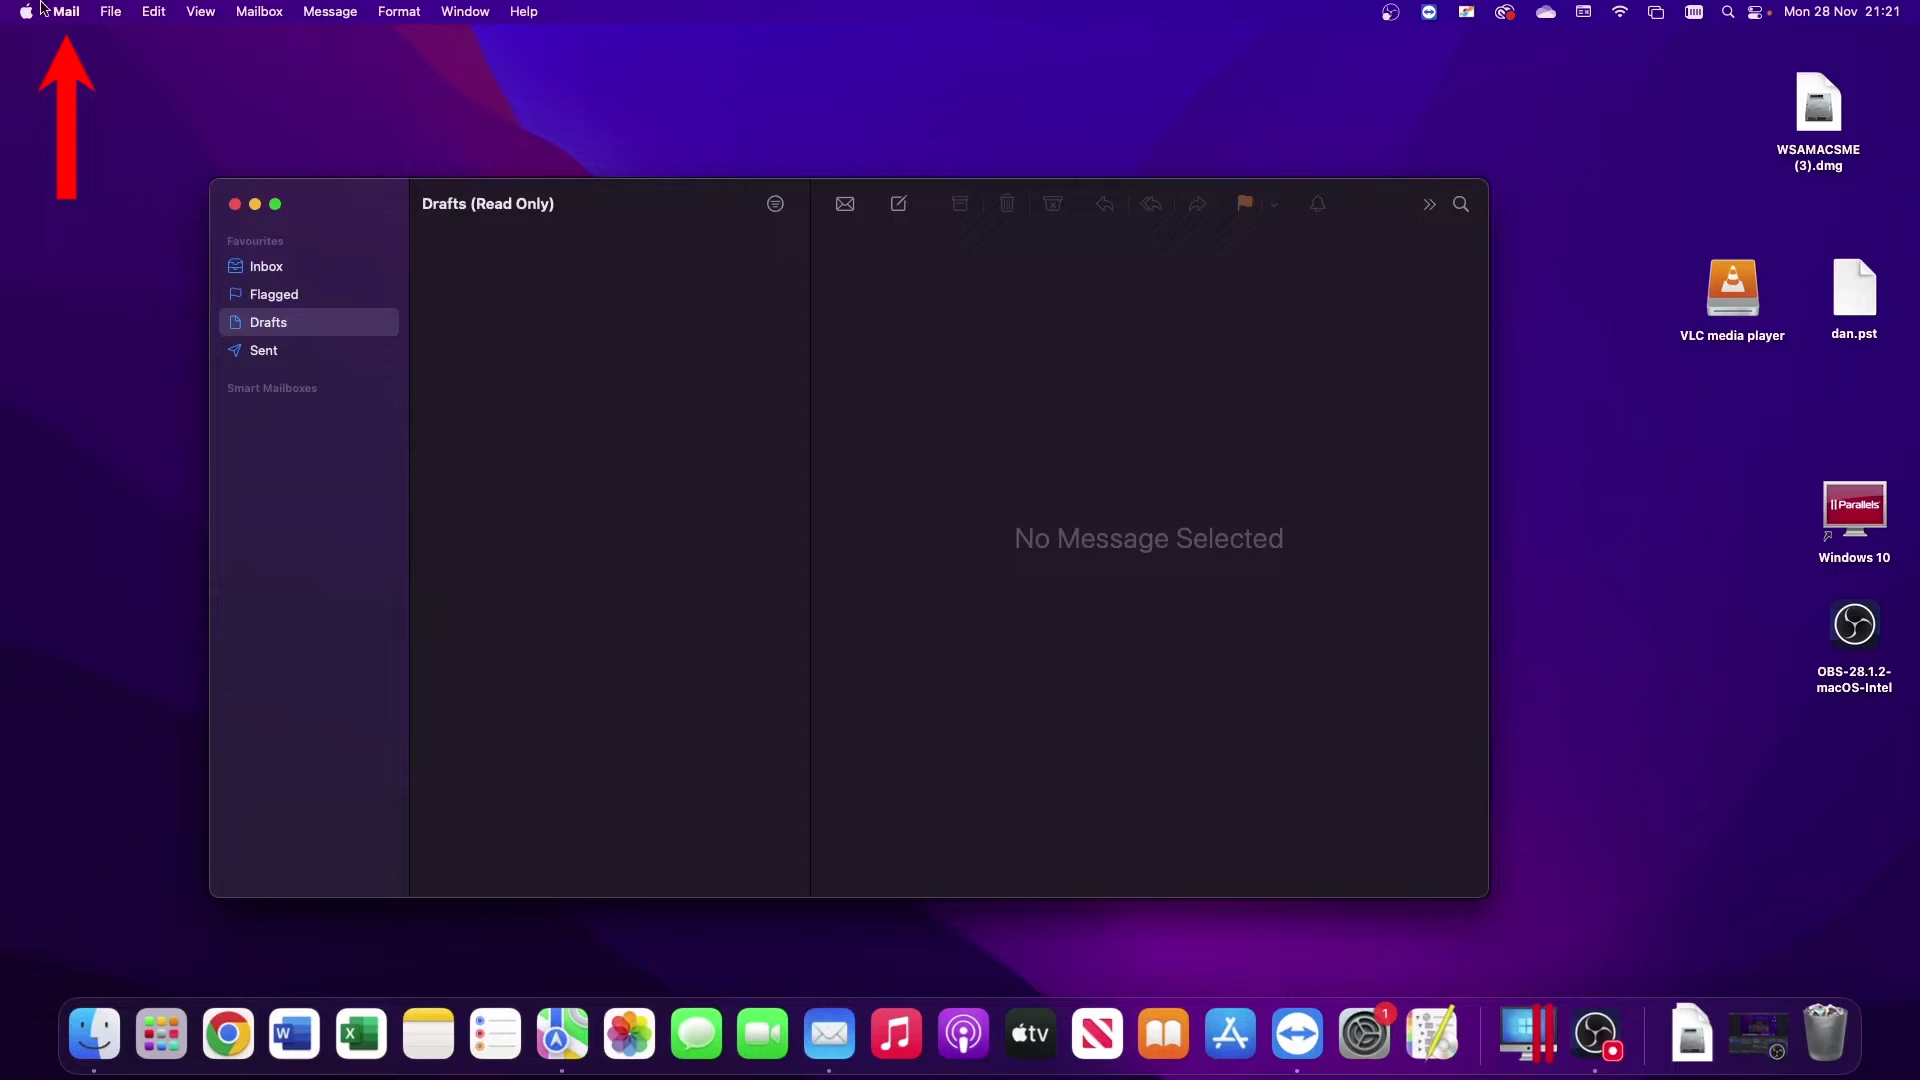 Mail File Edit View Mailbox Message Format Window Help Mon 28 Nov 21:21
WSAMACSME
(3).dmg
Drafts (Read Only)
Favourites
Inbox
Flagged
Drafts
Sent
Smart Mailboxes
No Message Selected
VLC media player
dan.pst
Parallels
Windows 10
OBS-28.1.2-
macOS-Intel
W
X
tv
1